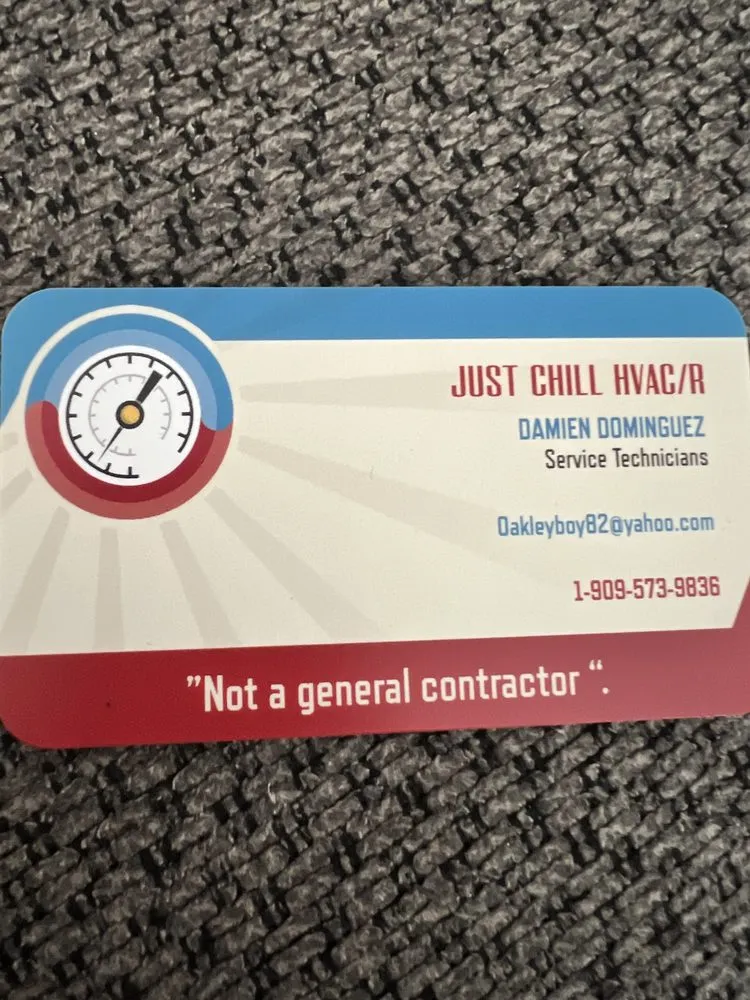 JUST CHILL HVAC/R
DAMIEN DOMINGUEZ
Service Technicians
Oakleyboy82@yahoo.com
1-909-573-9836
”Not a general contractor “.